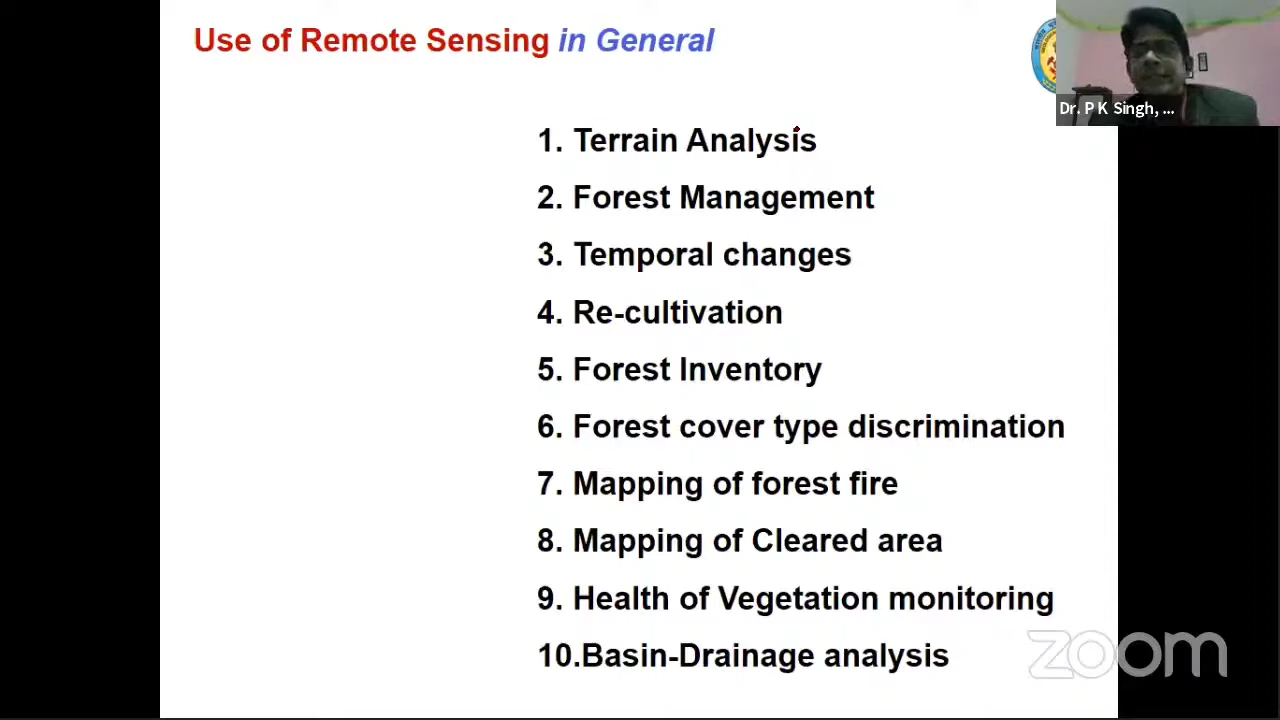 Use of Remote Sensing in General
Dr. P K Singh, ...
1. Terrain Analysis
2. Forest Management
3. Temporal changes
4. Re-cultivation
5. Forest Inventory
6. Forest cover type discrimination
7. Mapping of forest fire
8. Mapping of Cleared area
9. Health of Vegetation monitoring
10.Basin-Drainage analysis
zoom